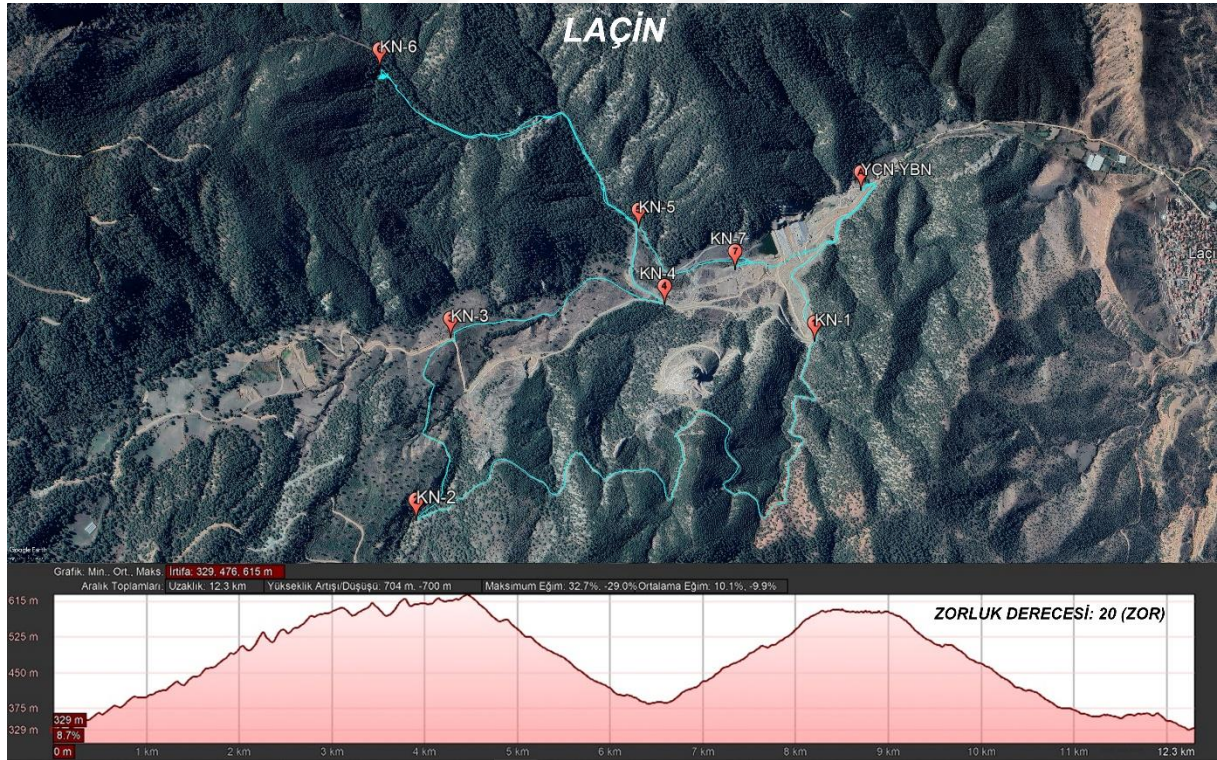 LAÇİN
KN-6
YÇN-YBN
KN-5
KN-7
7
KN-4
4
Laçi
KN-3
KN-1
KN-2
Google Earth
Grafik: Min., Ort., Maks. İrtifa: 329, 476, 615 m
Aralık Toplamları: Uzaklık: 12.3 km Yükseklik Artışı/Düşüşü: 704 m, -700 m Maksimum Eğim: 32.7%, -29.0% Ortalama Eğim: 10.1%, -9.9%
615 m
ZORLUK DERECESİ: 20 (ZOR)
525 m
450 m
375 m
329 m
329 m
8.7%
0 m 1 km 2 km 3 km 4 km 5 km 6 km 7 km 8 km 9 km 10 km 11 km 12.3 km